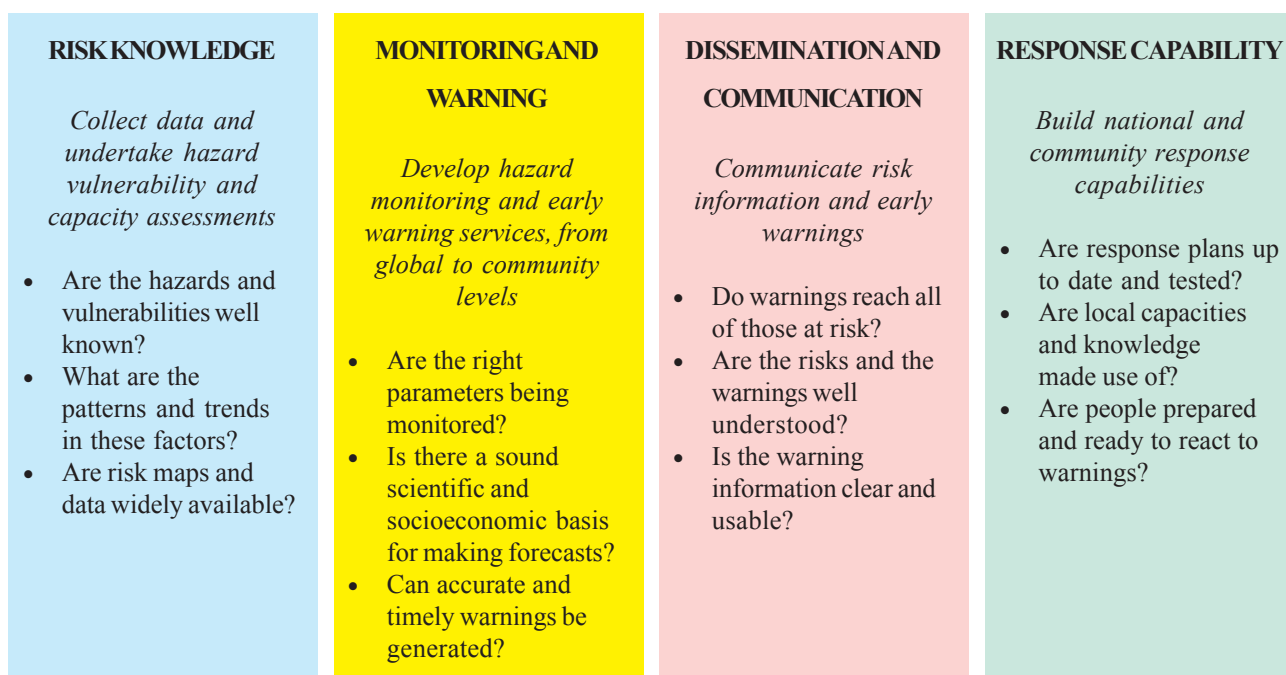 RISK KNOWLEDGE
Collect data and
undertake hazard
vulnerability and
capacity assessments
• Are the hazards and
vulnerabilities well
known?
• What are the
patterns and trends
in these factors?
• Are risk maps and
data widely available?
MONITORING AND
WARNING
Develop hazard
monitoring and early
warning services, from
global to community
levels
• Are the right
parameters being
monitored?
• Is there a sound
scientific and
socioeconomic basis
for making forecasts?
• Can accurate and
timely warnings be
generated?
DISSEMINATION AND
COMMUNICATION
Communicate risk
information and early
warnings
• Do warnings reach all
of those at risk?
• Are the risks and the
warnings well
understood?
• Is the warning
information clear and
usable?
RESPONSE CAPABILITY
Build national and
community response
capabilities
• Are response plans up
to date and tested?
• Are local capacities
and knowledge
made use of?
• Are people prepared
and ready to react to
warnings?